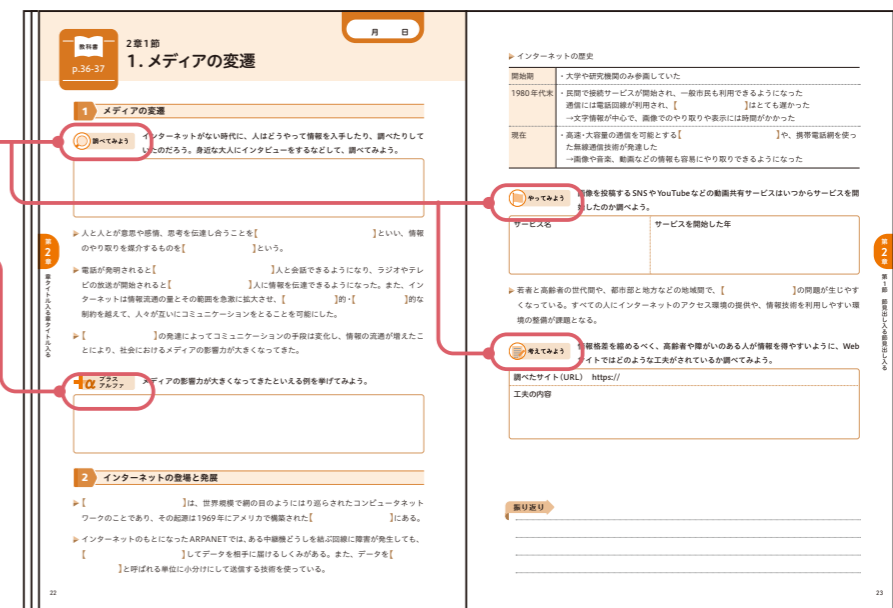 教科書
p.36-37
2章1節
1. メディアの変遷
月 日
1 メディアの変遷
調べてみよう
インターネットがない時代に、人はどうやって情報を入手したり、調べたりして
いたのだろう。身近な大人にインタビューをするなどして、調べてみよう。
▶人と人とが意思や感情、思考を伝達し合うことを[ ]といい、情報
のやり取りを媒介するものを[ ]という。
▶電話が発明されると[ ]人と会話できるようになり、ラジオやテレ
ビの放送が開始されると[ ]人に情報を伝達できるようになった。また、イン
ターネットは情報流通の量とその範囲を急激に拡大させ、[ ]的・[ ]的な
制約を越えて、人々が互いにコミュニケーションをとることを可能にした。
▶[ ]の発達によってコミュニケーションの手段は変化し、情報の流通が増えたこ
とにより、社会におけるメディアの影響力が大きくなってきた。
+α プラスアルファ
メディアの影響力が大きくなってきたといえる例を挙げてみよう。
2 インターネットの登場と発展
▶[ ]は、世界規模で網の目のようにはり巡らされたコンピュータネット
ワークのことであり、その起源は1969年にアメリカで構築された[ ]にある。
▶インターネットのもとになったARPANETでは、ある中継機どうしを結ぶ回線に障害が発生しても、
[ ]してデータを相手に届けるしくみがある。また、データを[
]と呼ばれる単位に小分けにして送信する技術を使っている。
22
第2章 章タイトル入る章タイトル入る
▶インターネットの歴史
開始期 ・大学や研究機関のみ参画していた
1980年代末 ・民間で接続サービスが開始され、一般市民も利用できるようになった
通信には電話回線が利用され、[ ]はとても遅かった
→文字情報が中心で、画像でのやり取りや表示には時間がかかった
現在 ・高速・大容量の通信を可能とする[ ]や、携帯電話網を使っ
た無線通信技術が発達した
→画像や音楽、動画などの情報も容易にやり取りできるようになった
やってみよう
画像を投稿するSNSやYouTubeなどの動画共有サービスはいつからサービスを開
始したのか調べよう。
サービス名 サービスを開始した年
▶若者と高齢者の世代間や、都市部と地方などの地域間で、[ ]の問題が生じやす
くなっている。すべての人にインターネットのアクセス環境の提供や、情報技術を利用しやすい環
境の整備が課題となる。
考えてみよう
情報格差を縮めるべく、高齢者や障がいのある人が情報を得やすいように、Web
サイトではどのような工夫がされているか調べてみよう。
調べたサイト(URL) https://
工夫の内容
振り返り
第2章 第1節 節見出し入る節見出し入る
23